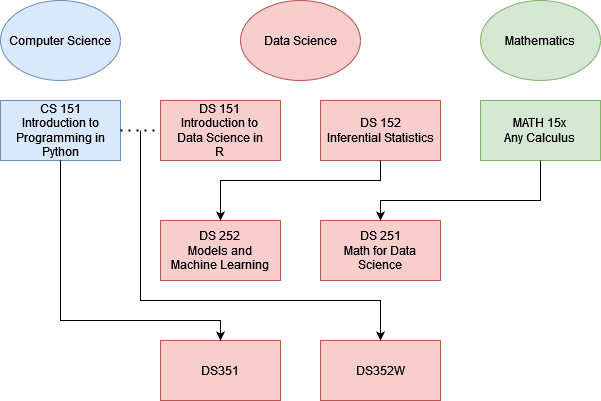 Computer Science
Data Science
Mathematics
CS 151
Introduction to
Programming in
Python
DS 151
Introduction to
Data Science in
R
DS 152
Inferential Statistics
MATH 15x
Any Calculus
DS 252
Models and
Machine Learning
DS 251
Math for Data
Science
DS351
DS352W